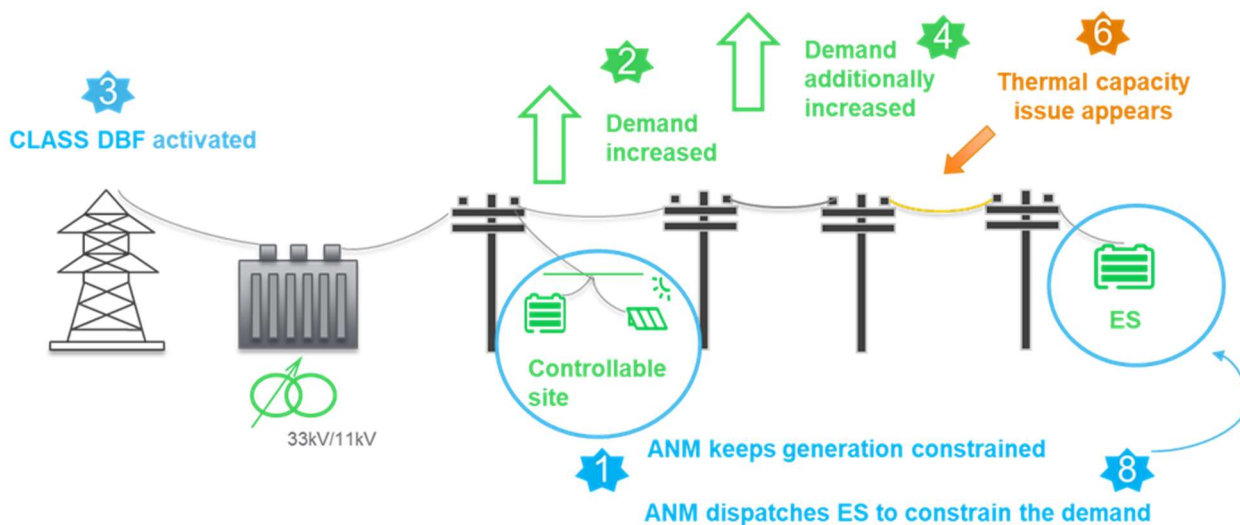 3
CLASS DBF activated
2
Demand
increased
4
Demand
additionally
increased
6
Thermal capacity
issue appears
33kV/11kV
Controllable
site
ES
1
ANM keeps generation constrained
8
ANM dispatches ES to constrain the demand